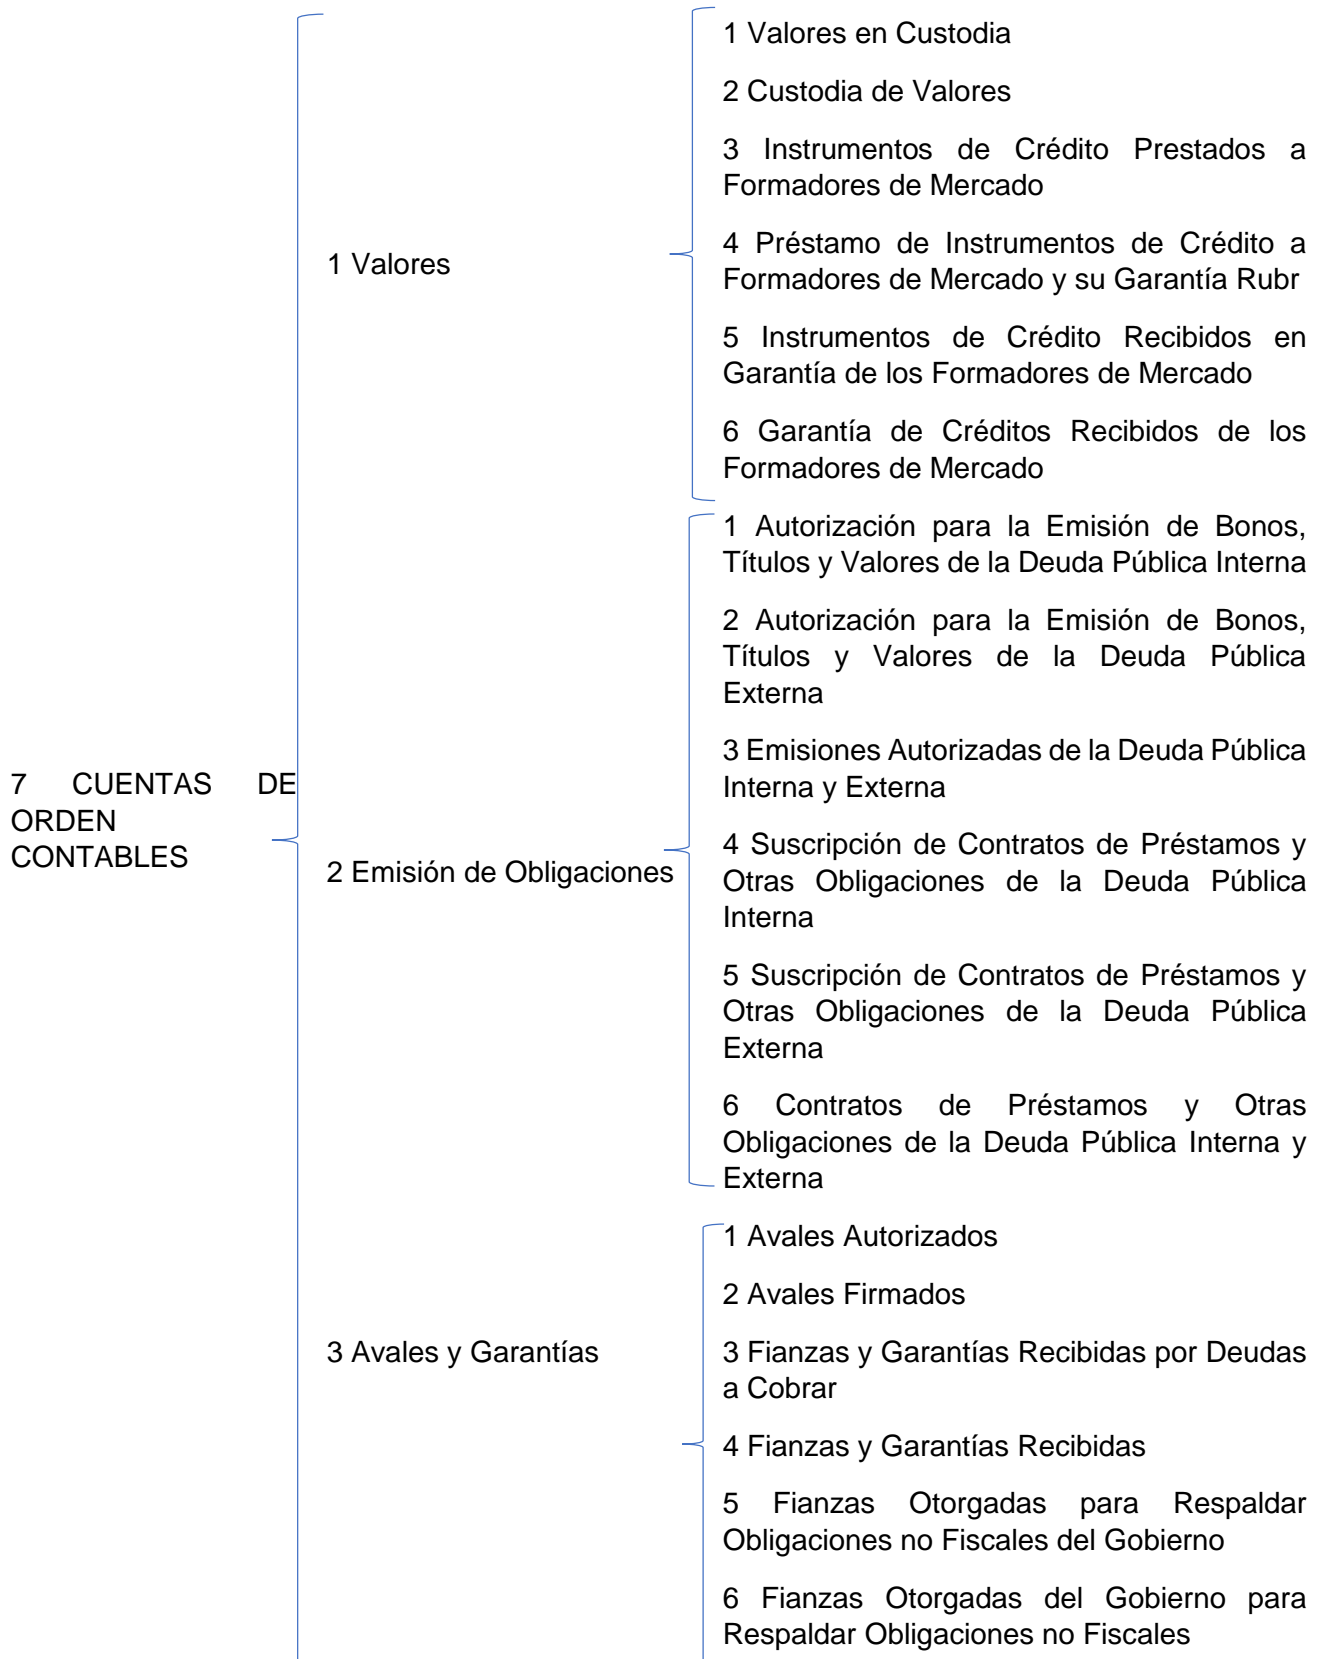 7 CUENTAS DE
ORDEN
CONTABLES
1 Valores
1 Valores en Custodia
2 Custodia de Valores
3 Instrumentos de Crédito Prestados a
Formadores de Mercado
4 Préstamo de Instrumentos de Crédito a
Formadores de Mercado y su Garantía Rubr
5 Instrumentos de Crédito Recibidos en
Garantía de los Formadores de Mercado
6 Garantía de Créditos Recibidos de los
Formadores de Mercado
2 Emisión de Obligaciones
1 Autorización para la Emisión de Bonos,
Títulos y Valores de la Deuda Pública Interna
2 Autorización para la Emisión de Bonos,
Títulos y Valores de la Deuda Pública
Externa
3 Emisiones Autorizadas de la Deuda Pública
Interna y Externa
4 Suscripción de Contratos de Préstamos y
Otras Obligaciones de la Deuda Pública
Interna
5 Suscripción de Contratos de Préstamos y
Otras Obligaciones de la Deuda Pública
Externa
6 Contratos de Préstamos y Otras
Obligaciones de la Deuda Pública Interna y
Externa
3 Avales y Garantías
1 Avales Autorizados
2 Avales Firmados
3 Fianzas y Garantías Recibidas por Deudas
a Cobrar
4 Fianzas y Garantías Recibidas
5 Fianzas Otorgadas para Respaldar
Obligaciones no Fiscales del Gobierno
6 Fianzas Otorgadas del Gobierno para
Respaldar Obligaciones no Fiscales